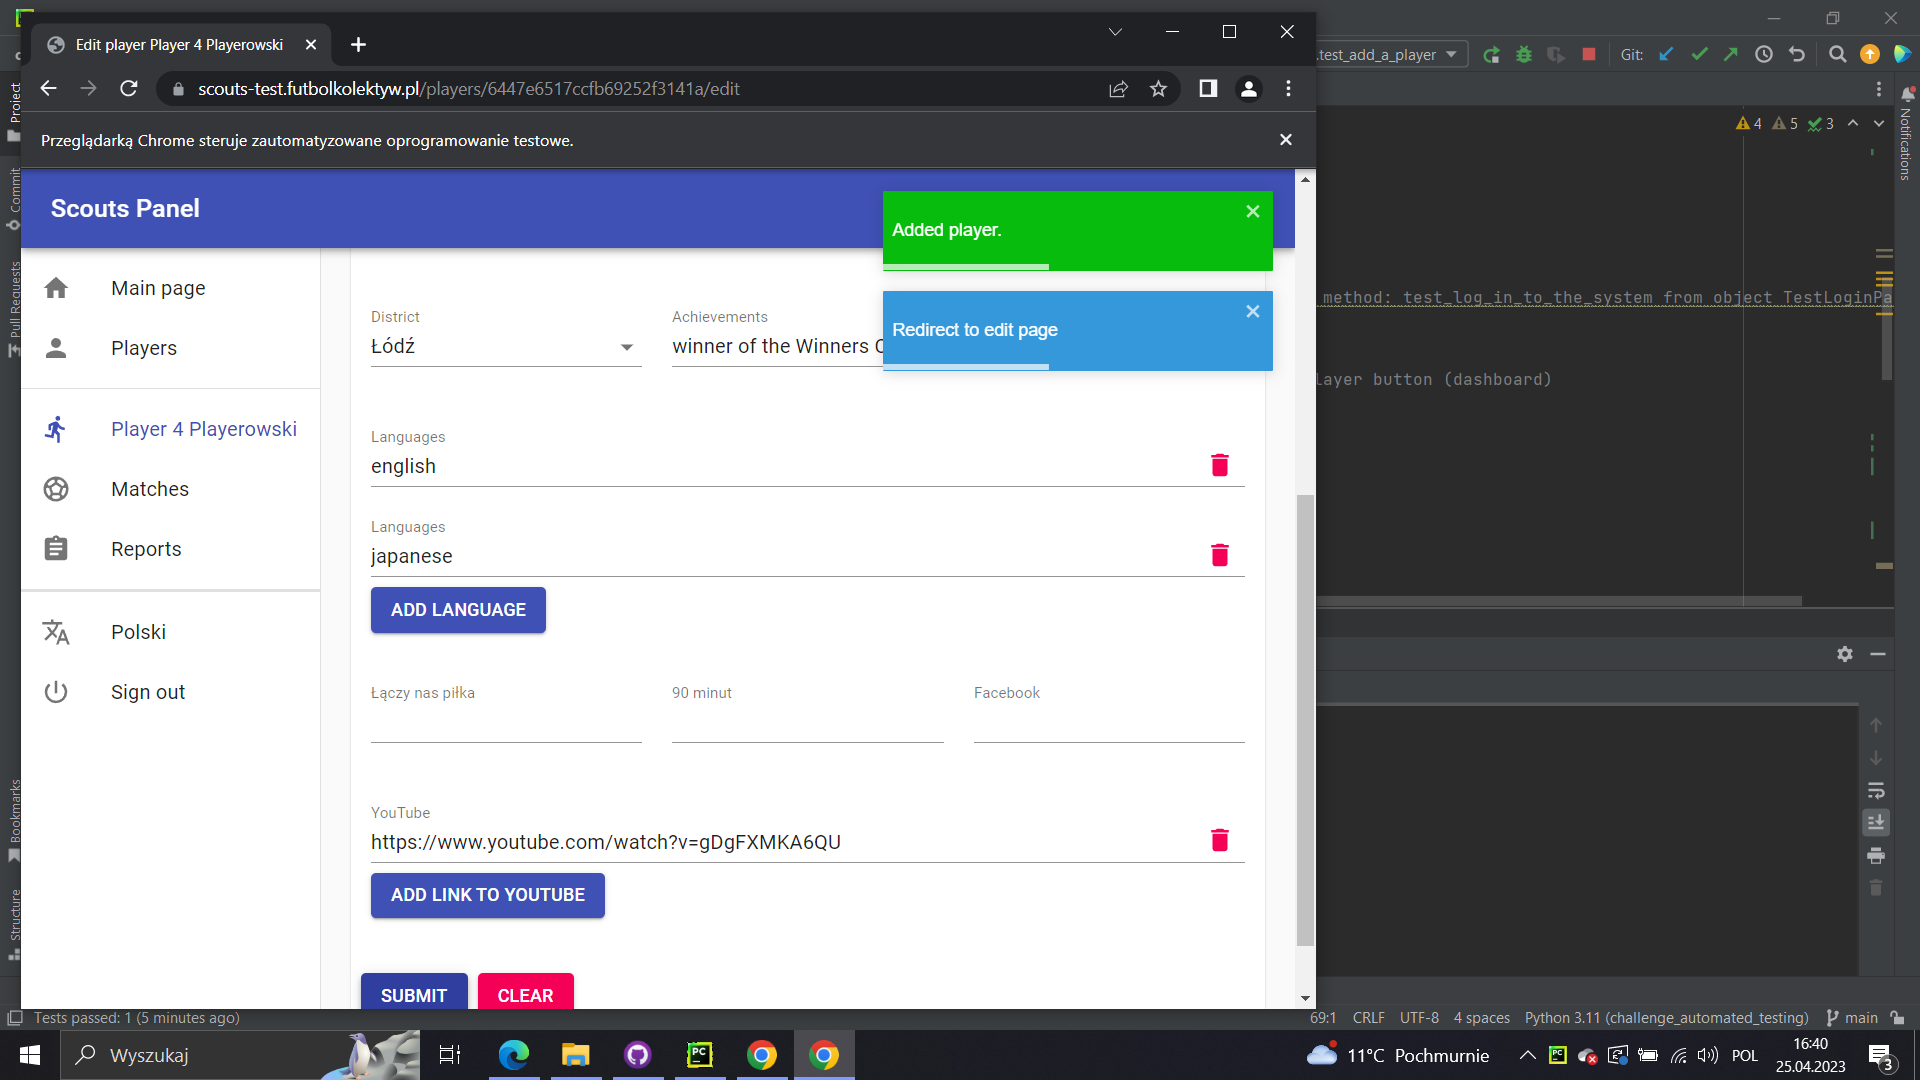 Edit player Player 4 Playerowski
scouts-test.futbolkolektyw.pl/players/6447e6517ccfb69252f3141a/edit
Przeglądarką Chrome steruje zautomatyzowane oprogramowanie testowe.
test_add_a_player
Git:
4 5 3
Project
Commit
Pull Requests
Bookmarks
Structure
Notifications
Scouts Panel
Added player.
Redirect to edit page
Main page
Players
Player 4 Playerowski
Matches
Reports
Polski
Sign out
District
Łódź
Achievements
winner of the Winners C
Languages
english
Languages
japanese
ADD LANGUAGE
Łączy nas piłka
90 minut
Facebook
YouTube
https://www.youtube.com/watch?v=gDgFXMKA6QU
ADD LINK TO YOUTUBE
SUBMIT
CLEAR
method: test_log_in_to_the_system from object TestLoginPa
layer button (dashboard)
Tests passed: 1 (5 minutes ago)
69:1 CRLF UTF-8 4 spaces Python 3.11 (challenge_automated_testing) main
Wyszukaj
PC
11°C Pochmurnie
PC
POL
16:40
25.04.2023
3